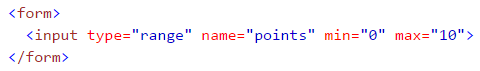 <form>
  <input type="range" name="points" min="0" max="10">
</form>